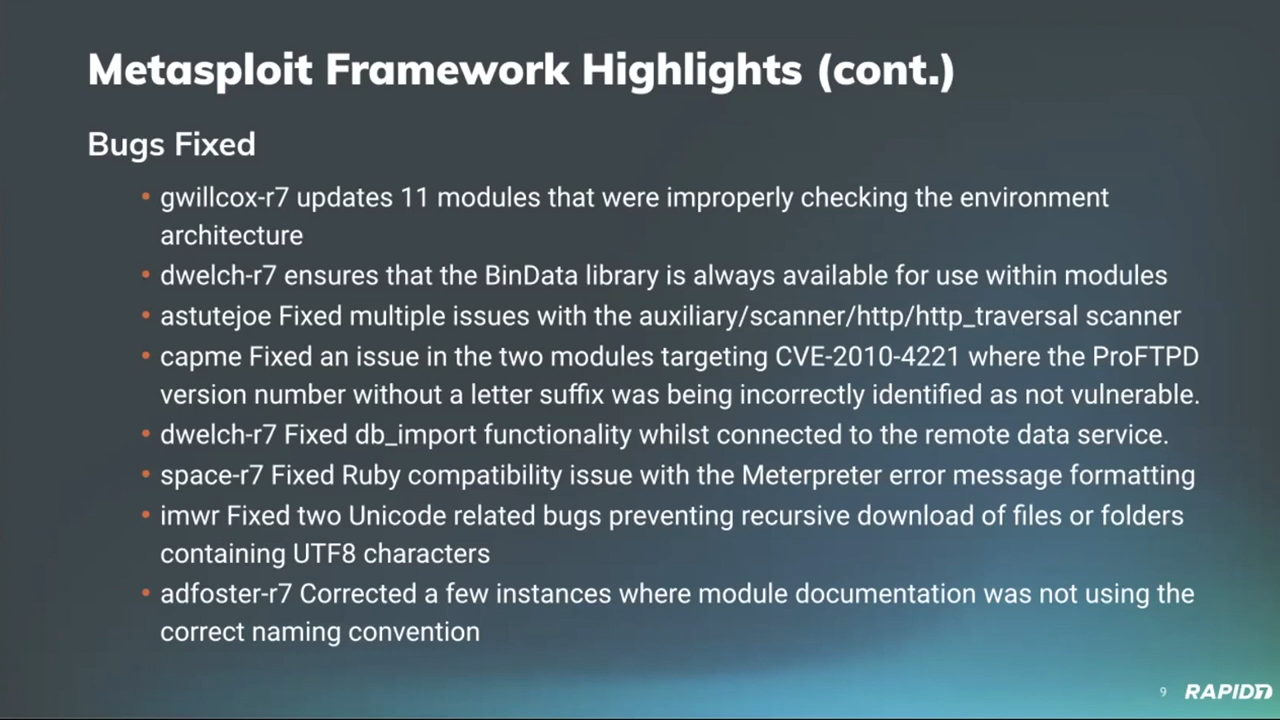 Metasploit Framework Highlights (cont.)
Bugs Fixed
• gwillcox-r7 updates 11 modules that were improperly checking the environment
architecture
• dwelch-r7 ensures that the BinData library is always available for use within modules
• astutejoe Fixed multiple issues with the auxiliary/scanner/http/http_traversal scanner
• capme Fixed an issue in the two modules targeting CVE-2010-4221 where the ProFTPD
version number without a letter suffix was being incorrectly identified as not vulnerable.
• dwelch-r7 Fixed db_import functionality whilst connected to the remote data service.
• space-r7 Fixed Ruby compatibility issue with the Meterpreter error message formatting
• imwr Fixed two Unicode related bugs preventing recursive download of files or folders
containing UTF8 characters
• adfoster-r7 Corrected a few instances where module documentation was not using the
correct naming convention
9 RAPID7